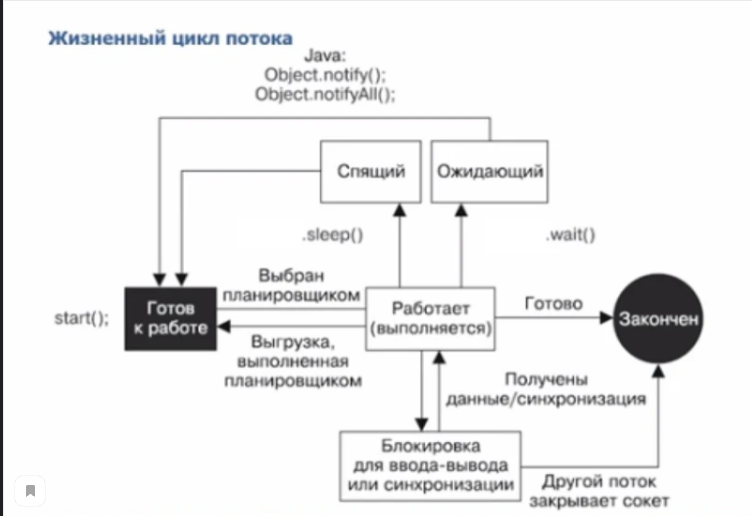 Жизненный цикл потока
Java:
Object.notify();
Object.notifyAll();
Спящий
Ожидающий
.sleep()
.wait()
start();
Готов
к работе
Выбран
планировщиком
Выгрузка,
выполненная
планировщиком
Работает
(выполняется)
Готово
Закончен
Получены
данные/синхронизация
Блокировка
для ввода-вывода
или синхронизации
Другой поток
закрывает сокет